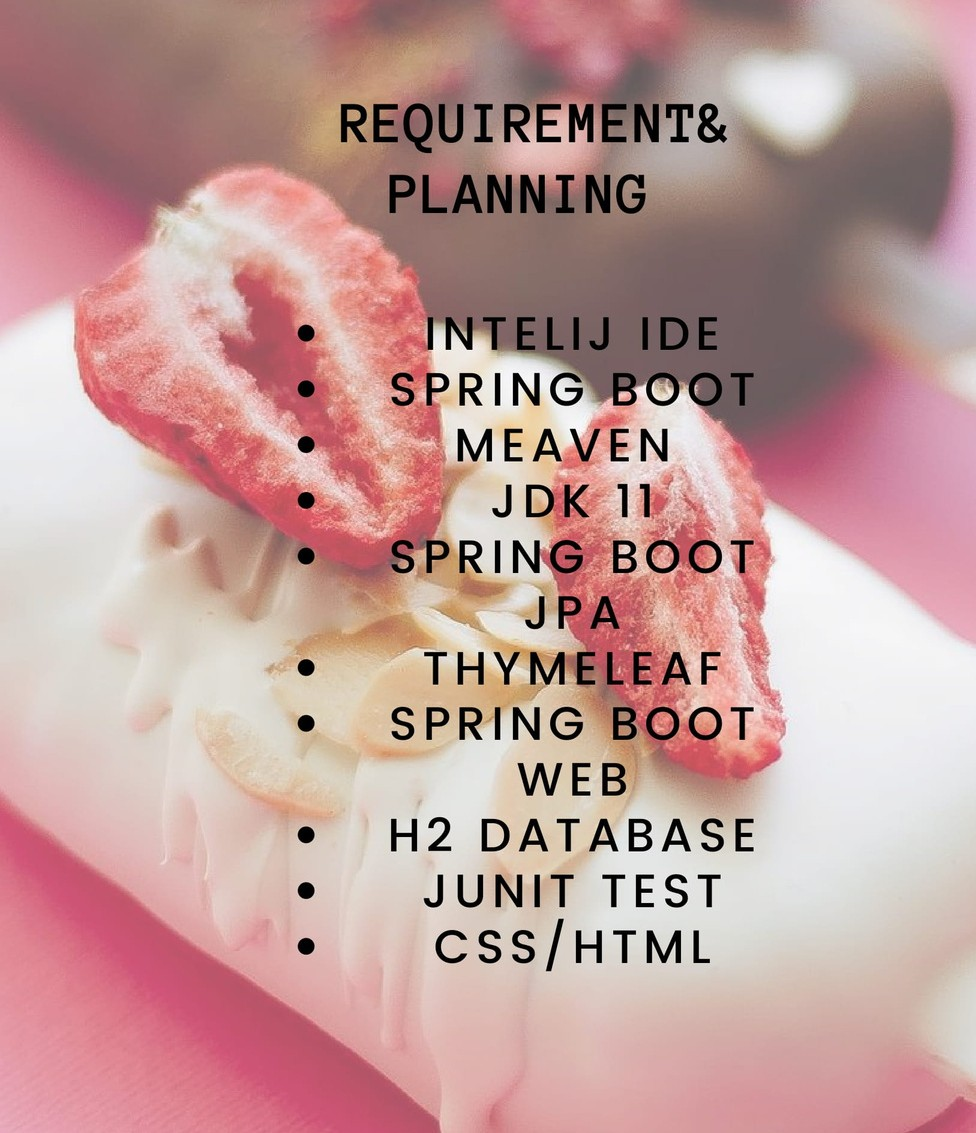 REQUIREMENT&
PLANNING
• INTELIJ IDE
• SPRING BOOT
• MEAVEN
• JDK 11
• SPRING BOOT
JPA
• THYMELEAF
• SPRING BOOT
WEB
• H2 DATABASE
• JUNIT TEST
• CSS/HTML